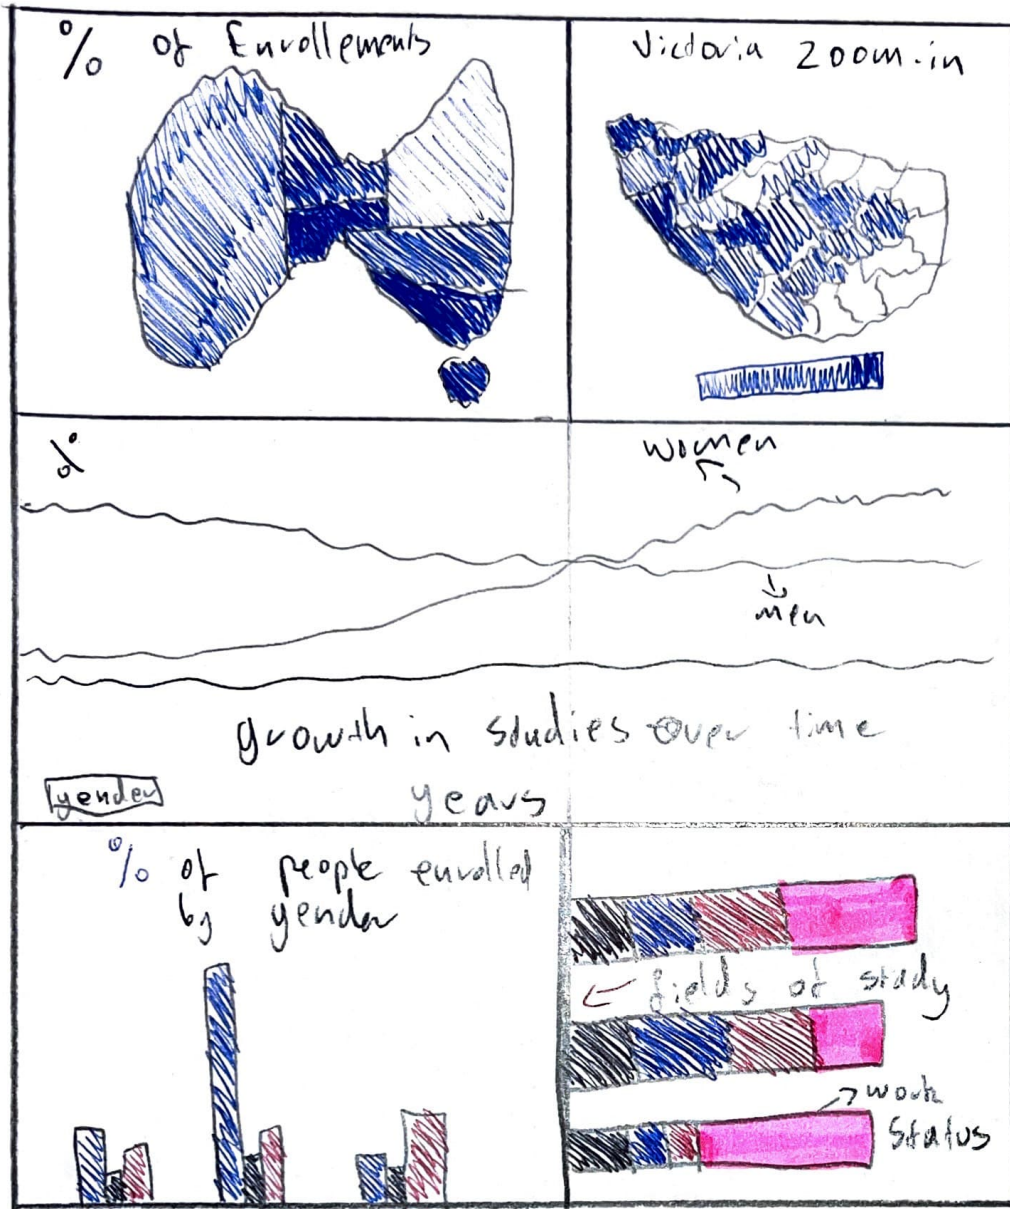 % of Enrollements
Victoria Zoom-in
%
women
men
growth in studies over time
gender
years
% of people enrolled
by gender
fields of study
work
status